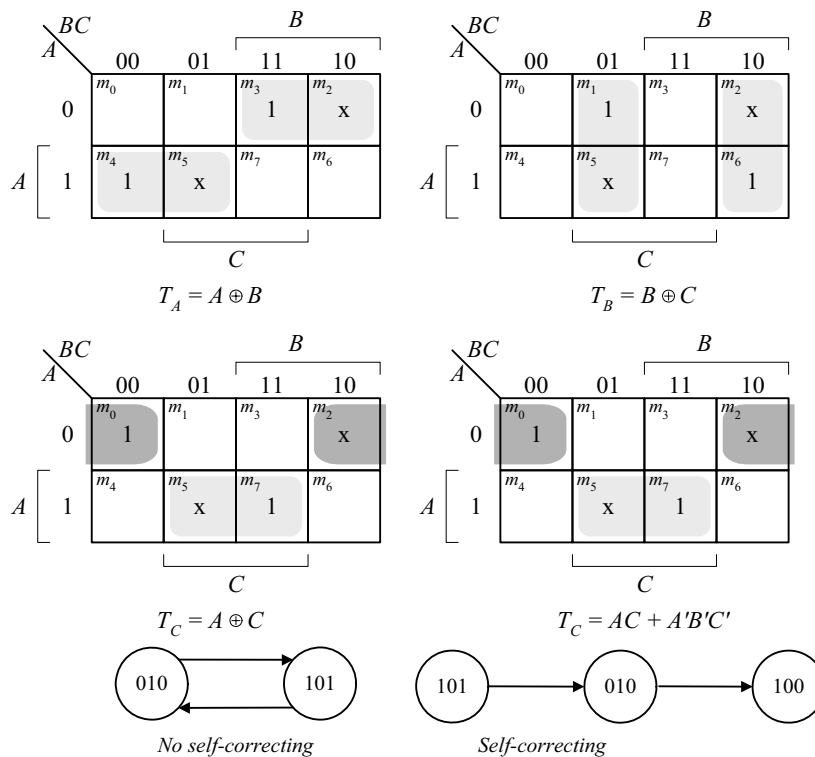 BC B
A 00 01 11 10
0 m0 m1 m3 1 m2 x
A 1 m4 1 m5 x m7 m6
C
T_A = A ⊕ B
BC B
A 00 01 11 10
0 m0 m1 1 m3 m2 x
A 1 m4 m5 x m7 m6 1
C
T_B = B ⊕ C
BC B
A 00 01 11 10
0 m0 1 m1 m3 m2 x
A 1 m4 m5 x m7 1 m6
C
T_C = A ⊕ C
BC B
A 00 01 11 10
0 m0 1 m1 m3 m2 x
A 1 m4 m5 x m7 1 m6
C
T_C = AC + A'B'C'
010 101
No self-correcting
101 010 100
Self-correcting